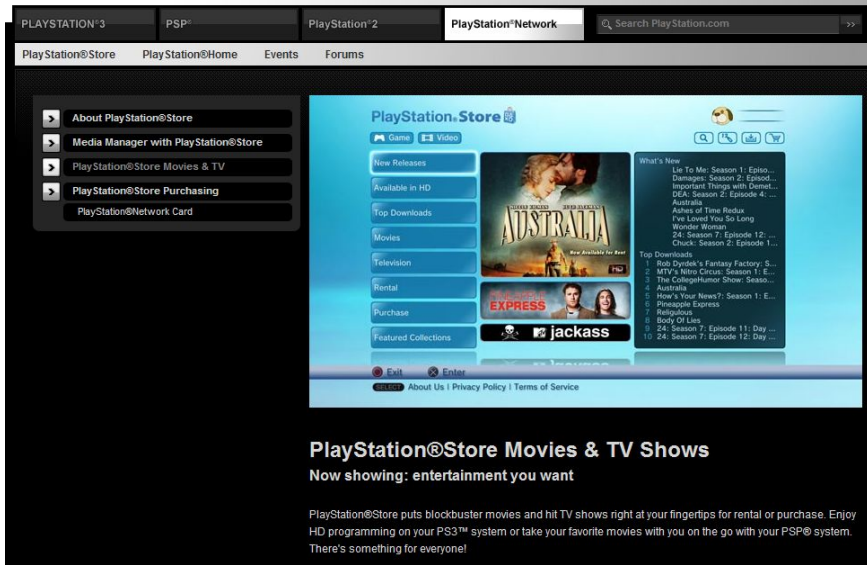 PLAYSTATION®3 PSP® PlayStation®2 PlayStation®Network Search PlayStation.com >>
PlayStation®Store PlayStation®Home Events Forums
About PlayStation®Store
Media Manager with PlayStation®Store
PlayStation®Store Movies & TV
PlayStation®Store Purchasing
PlayStation®Network Card
PlayStation®Store
Game Video
New Releases
Available in HD
Top Downloads
Movies
Television
Rental
Purchase
Featured Collections
NICOLE KIDMAN HUGH JACKMAN
AUSTRALIA
Now Available for Rent
HD
PINEAPPLE
EXPRESS
MTV jackass
What's New
Lie To Me: Season 1: Episo...
Damages: Season 2: Episod...
Important Things with Demet...
DEA: Season 2: Episode 4: ...
Australia
Ashes of Time Redux
I've Loved You So Long
Wonder Woman
24: Season 7: Episode 12: ...
Chuck: Season 2: Episode 1...
Top Downloads
1 Rob Dyrdek's Fantasy Factory: S...
2 MTV's Nitro Circus: Season 1: E...
3 The CollegeHumor Show: Seaso...
4 Australia
5 How's Your News?: Season 1: E...
6 Pineapple Express
7 Religulous
8 Body Of Lies
9 24: Season 7: Episode 11: Day ...
10 24: Season 7: Episode 12: Day ...
Exit Enter
SELECT About Us | Privacy Policy | Terms of Service
PlayStation®Store Movies & TV Shows
Now showing: entertainment you want
PlayStation®Store puts blockbuster movies and hit TV shows right at your fingertips for rental or purchase. Enjoy
HD programming on your PS3™ system or take your favorite movies with you on the go with your PSP® system.
There's something for everyone!